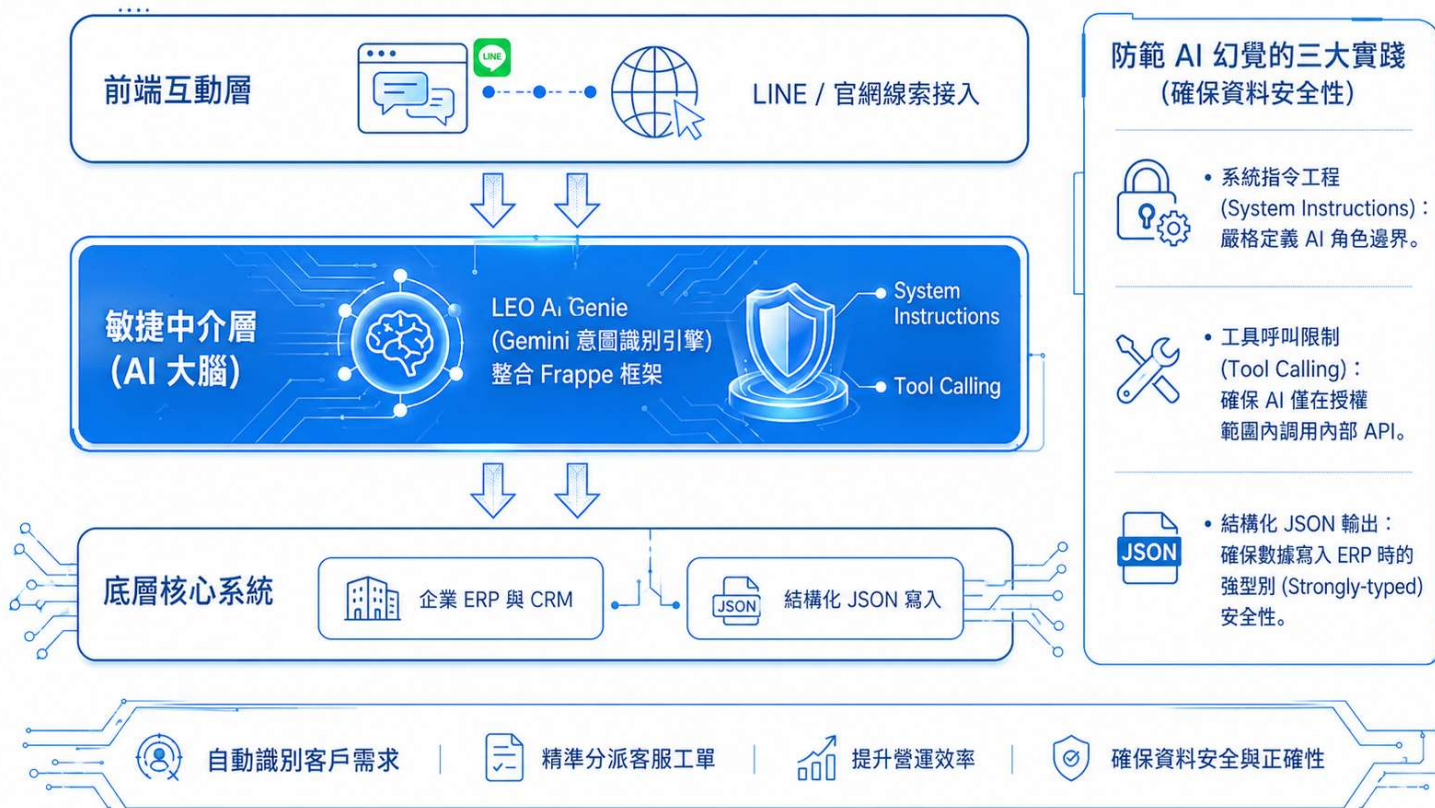 前端互動層
LINE
LINE / 官網線索接入
敏捷中介層
(AI 大腦)
LEO Ai Genie
(Gemini 意圖識別引擎)
整合 Frappe 框架
System
Instructions
Tool Calling
底層核心系統
企業 ERP 與 CRM
JSON
結構化 JSON 寫入
防範 AI 幻覺的三大實踐
(確保資料安全性)
• 系統指令工程
(System Instructions)：
嚴格定義 AI 角色邊界。
• 工具呼叫限制
(Tool Calling)：
確保 AI 僅在授權
範圍內調用內部 API。
JSON
• 結構化 JSON 輸出：
確保數據寫入 ERP 時的
強型別 (Strongly-typed)
安全性。
自動識別客戶需求
精準分派客服工單
提升營運效率
確保資料安全與正確性